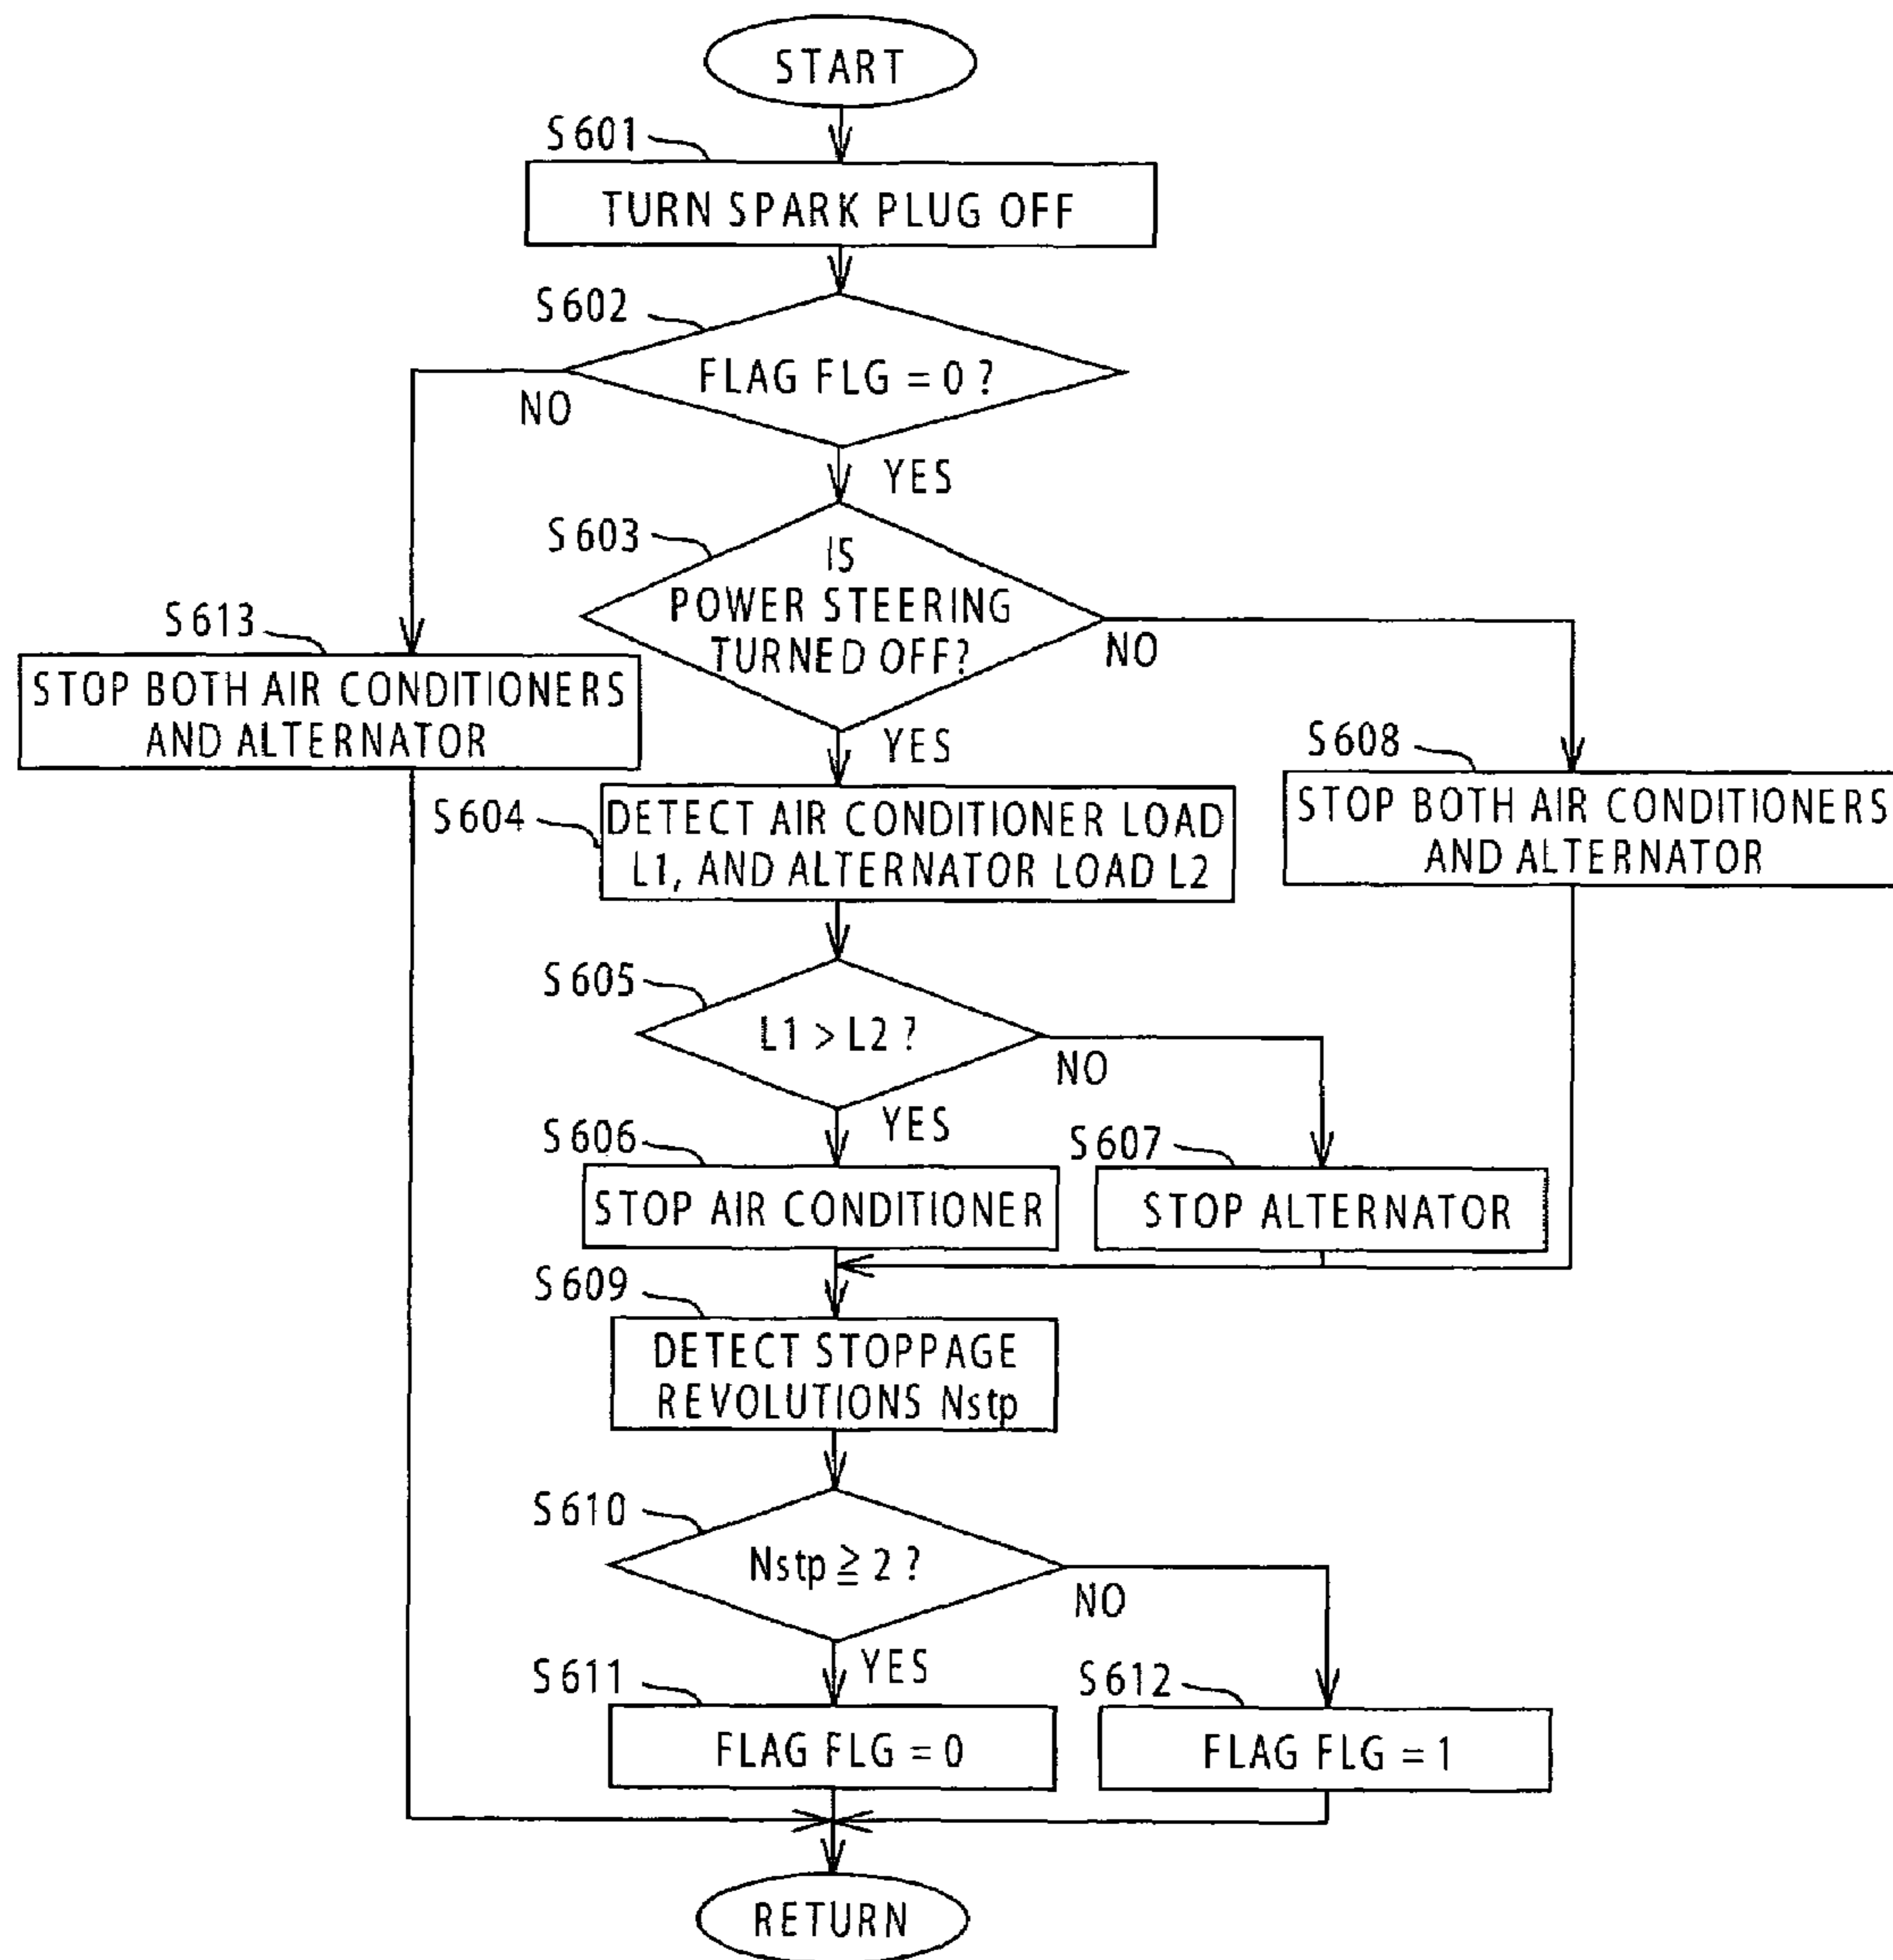 START
S601
TURN SPARK PLUG OFF
S602
FLAG FLG = 0 ?
NO
YES
S603
IS
POWER STEERING
TURNED OFF?
NO
YES
S613
STOP BOTH AIR CONDITIONERS
AND ALTERNATOR
S608
STOP BOTH AIR CONDITIONERS
AND ALTERNATOR
S604
DETECT AIR CONDITIONER LOAD
L1, AND ALTERNATOR LOAD L2
S605
L1 > L2 ?
NO
YES
S606
STOP AIR CONDITIONER
S607
STOP ALTERNATOR
S609
DETECT STOPPAGE
REVOLUTIONS Nstp
S610
Nstp ≧ 2 ?
NO
YES
S611
FLAG FLG = 0
S612
FLAG FLG = 1
RETURN